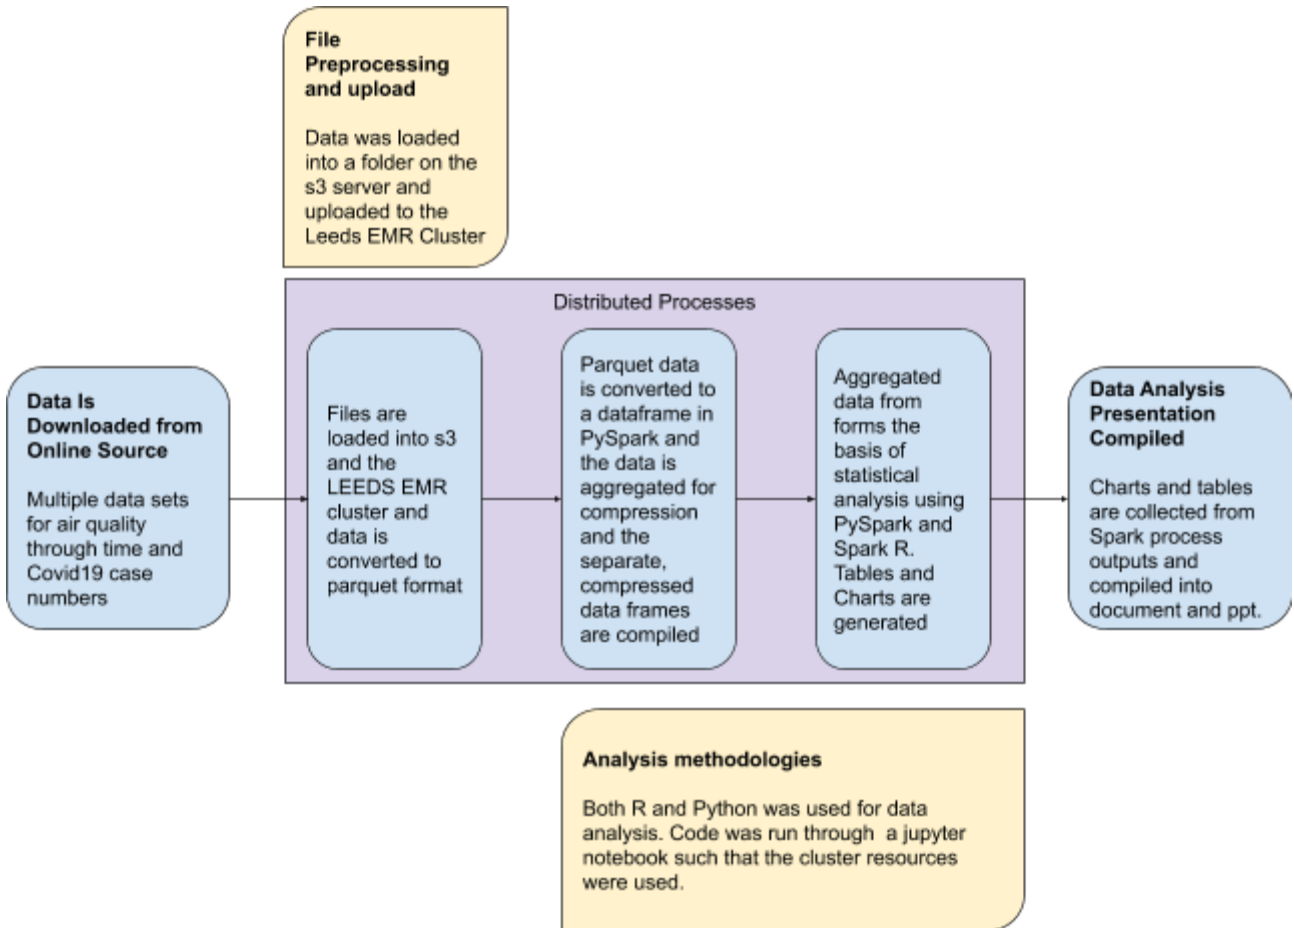 File
Preprocessing
and upload
Data was loaded
into a folder on the
s3 server and
uploaded to the
Leeds EMR Cluster
Distributed Processes
Data Is
Downloaded from
Online Source
Multiple data sets
for air quality
through time and
Covid19 case
numbers
Files are
loaded into s3
and the
LEEDS EMR
cluster and
data is
converted to
parquet format
Parquet data
is converted to
a dataframe in
PySpark and
the data is
aggregated for
compression
and the
separate,
compressed
data frames
are compiled
Aggregated
data from
forms the
basis of
statistical
analysis using
PySpark and
Spark R.
Tables and
Charts are
generated
Data Analysis
Presentation
Compiled
Charts and tables
are collected from
Spark process
outputs and
compiled into
document and ppt.
Analysis methodologies
Both R and Python was used for data
analysis. Code was run through  a jupyter
notebook such that the cluster resources
were used.